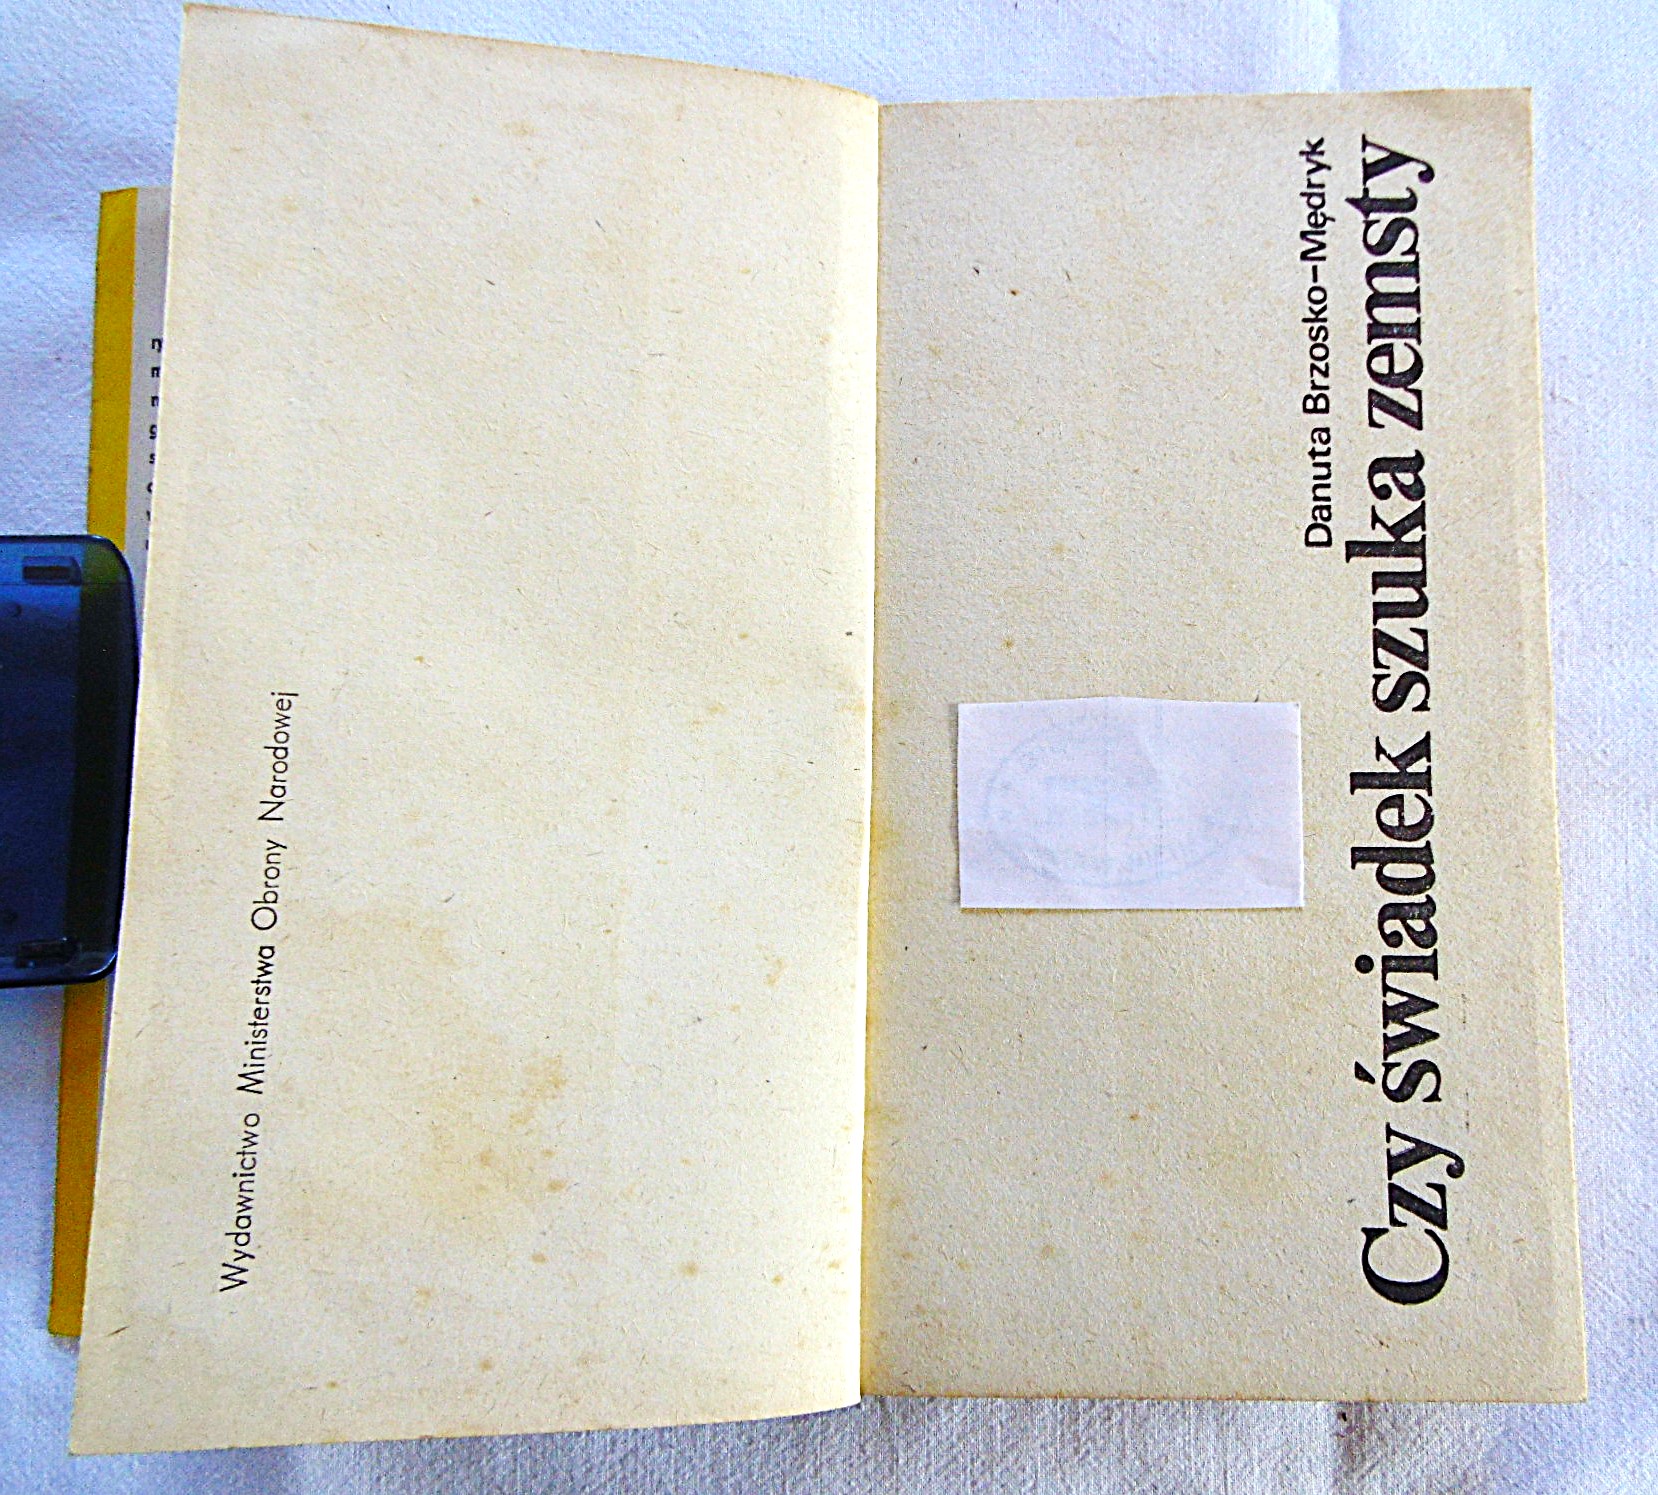 Wydawnictwo Ministerstwa Obrony Narodowej
Danuta Brzosko-Mędryk
Czy świadek szuka zemsty